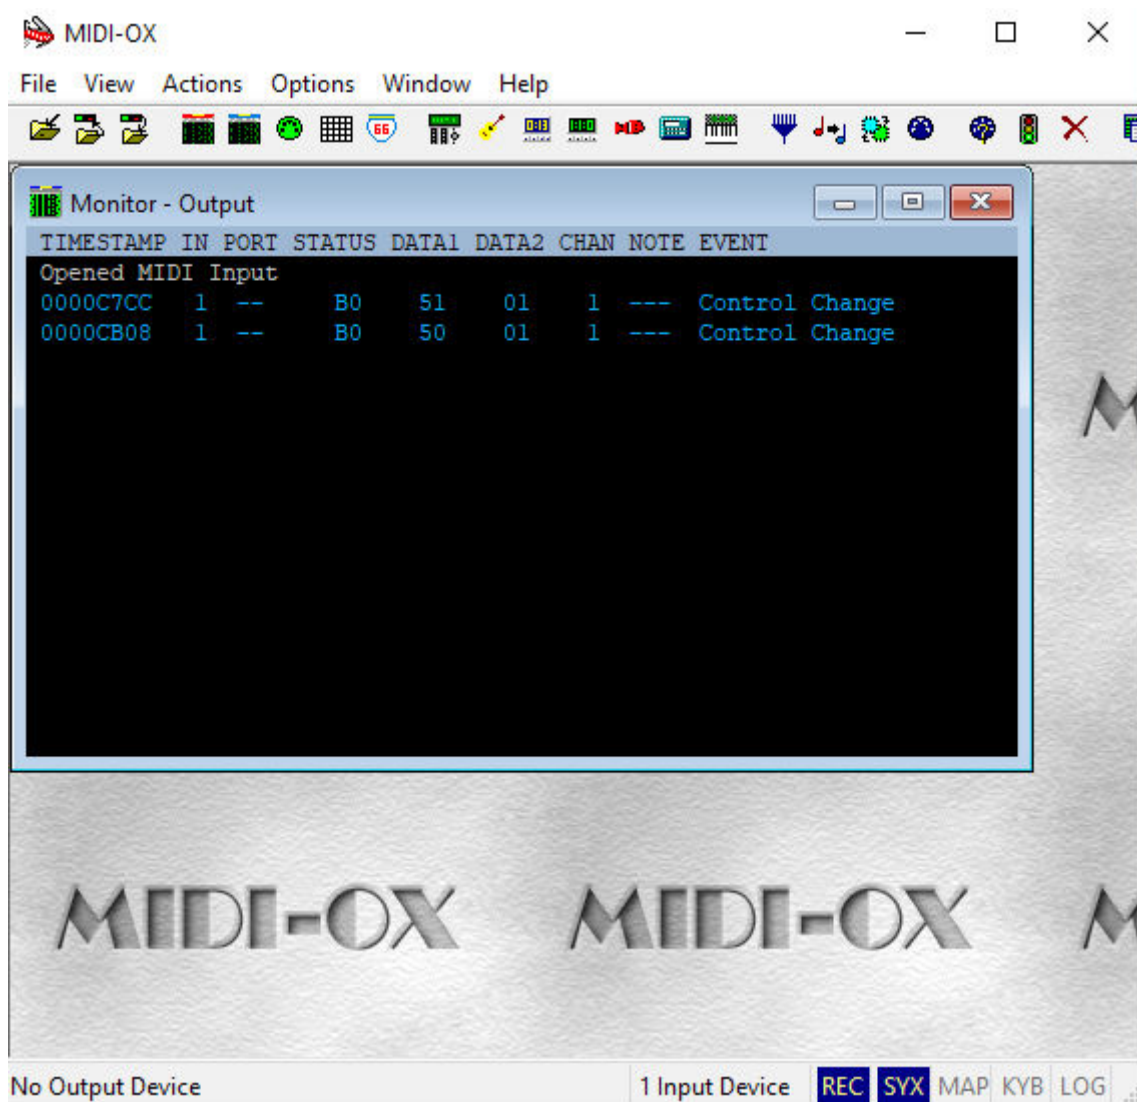 MIDI-OX
File View Actions Options Window Help
66
Monitor - Output
TIMESTAMP IN PORT STATUS DATA1 DATA2 CHAN NOTE EVENT
Opened MIDI Input
0000C7CC 1 -- B0 51 01 1 --- Control Change
0000CB08 1 -- B0 50 01 1 --- Control Change
MIDI-OX MIDI-OX
No Output Device 1 Input Device REC SYX MAP KYB LOG